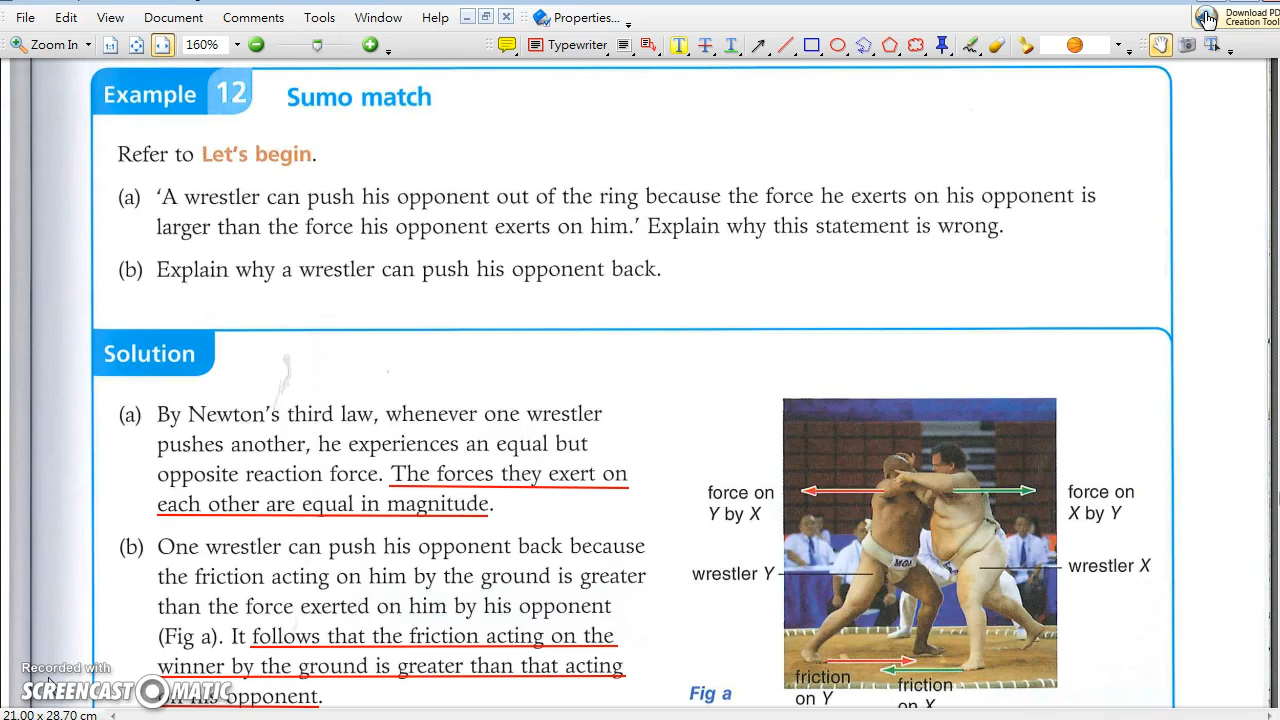 File Edit View Document Comments Tools Window Help Properties...
Download PD
Creation Tool
Zoom In 160% Typewriter
Example 12 Sumo match
Refer to Let's begin.
(a) 'A wrestler can push his opponent out of the ring because the force he exerts on his opponent is
larger than the force his opponent exerts on him.' Explain why this statement is wrong.
(b) Explain why a wrestler can push his opponent back.
Solution
(a) By Newton's third law, whenever one wrestler
pushes another, he experiences an equal but
opposite reaction force. The forces they exert on
each other are equal in magnitude.
(b) One wrestler can push his opponent back because
the friction acting on him by the ground is greater
than the force exerted on him by his opponent
(Fig a). It follows that the friction acting on the
winner by the ground is greater than that acting
on his opponent.
force on
Y by X
force on
X by Y
wrestler Y
wrestler X
friction
on Y
friction
on X
Fig a
Recorded with
SCREENCAST MATIC
21.00 x 28.70 cm